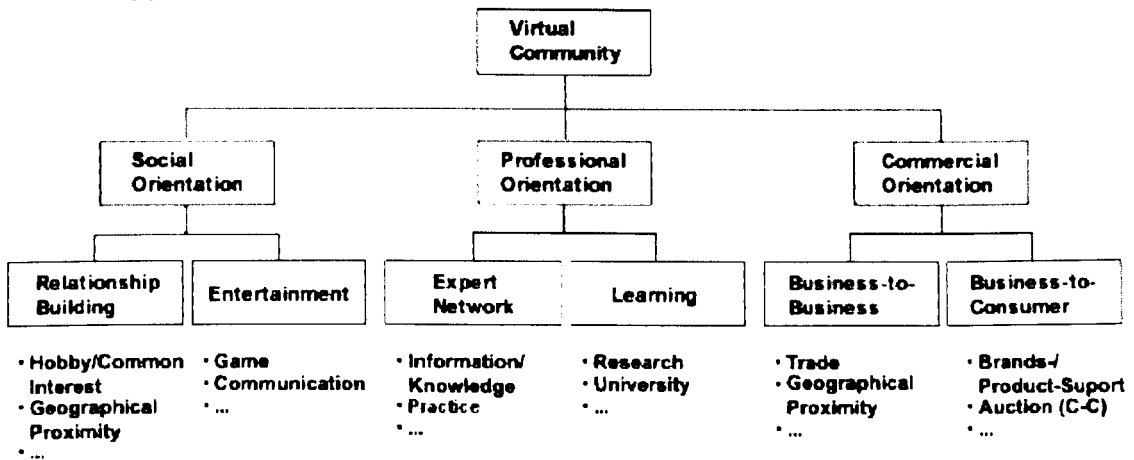 Virtual
Community
Social
Orientation
Professional
Orientation
Commercial
Orientation
Relationship
Building
Entertainment
Expert
Network
Learning
Business-to-
Business
Business-to-
Consumer
• Hobby/Common
Interest
• Geographical
Proximity
• ...
• Game
• Communication
• ...
• Information/
Knowledge
• Practice
• ...
• Research
• University
• ...
• Trade
• Geographical
Proximity
• ...
• Brands-/
Product-Suport
• Auction (C-C)
• ...